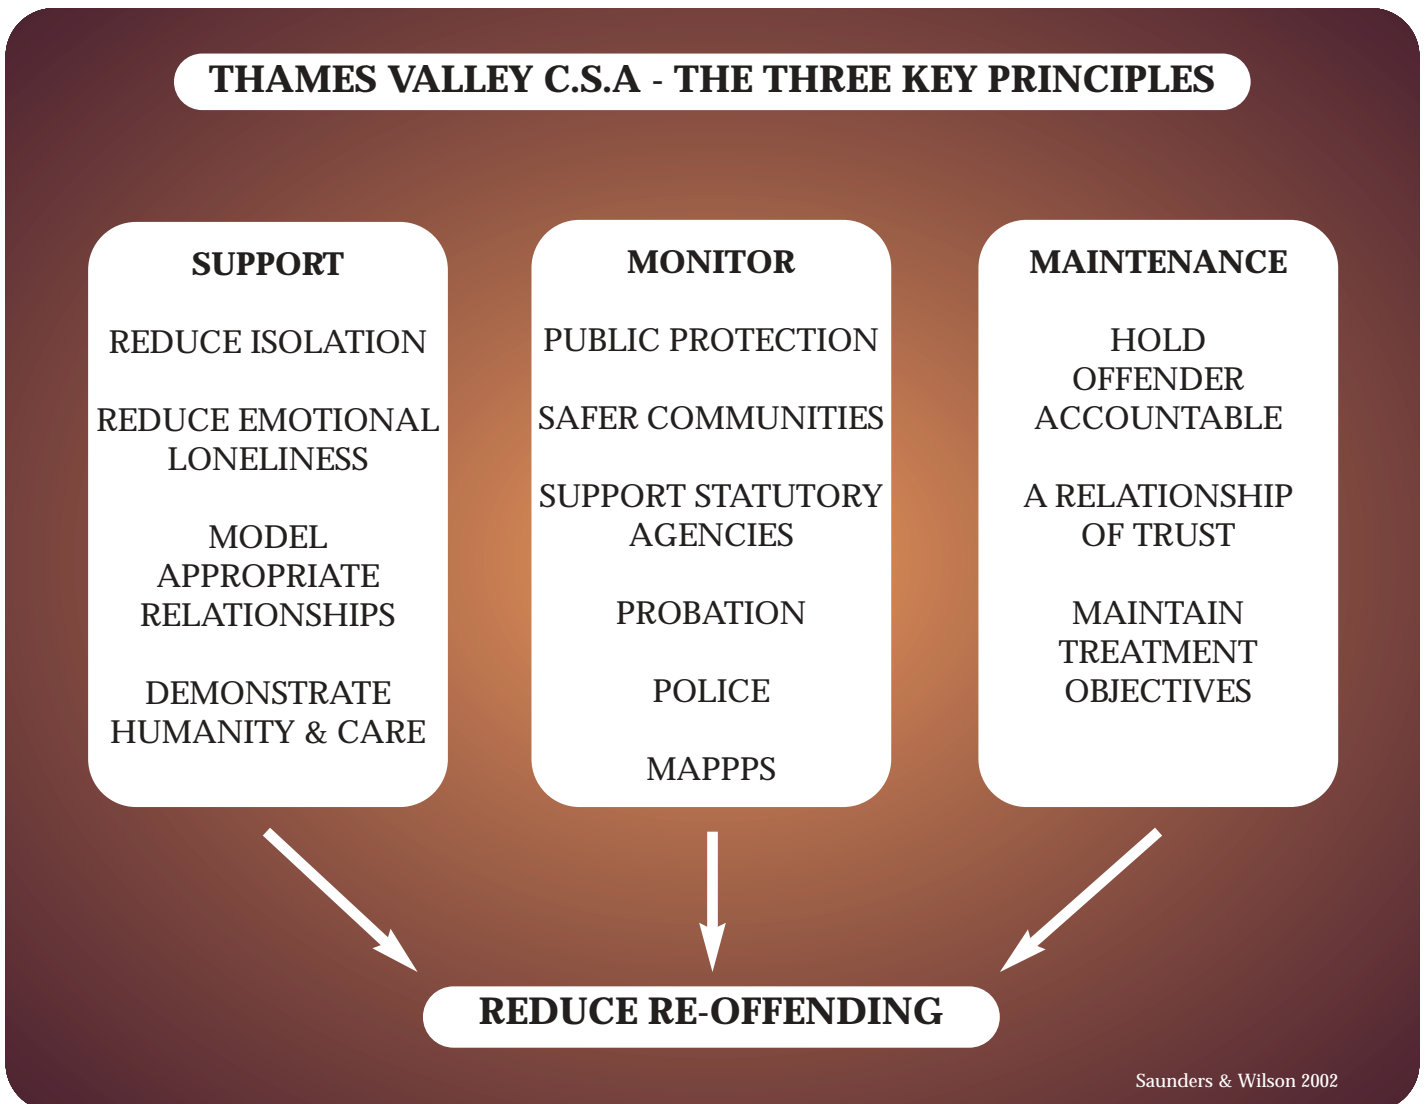 THAMES VALLEY C.S.A - THE THREE KEY PRINCIPLES
SUPPORT
REDUCE ISOLATION
REDUCE EMOTIONAL
LONELINESS
MODEL
APPROPRIATE
RELATIONSHIPS
DEMONSTRATE
HUMANITY & CARE
MONITOR
PUBLIC PROTECTION
SAFER COMMUNITIES
SUPPORT STATUTORY
AGENCIES
PROBATION
POLICE
MAPPPS
MAINTENANCE
HOLD
OFFENDER
ACCOUNTABLE
A RELATIONSHIP
OF TRUST
MAINTAIN
TREATMENT
OBJECTIVES
REDUCE RE-OFFENDING
Saunders & Wilson 2002